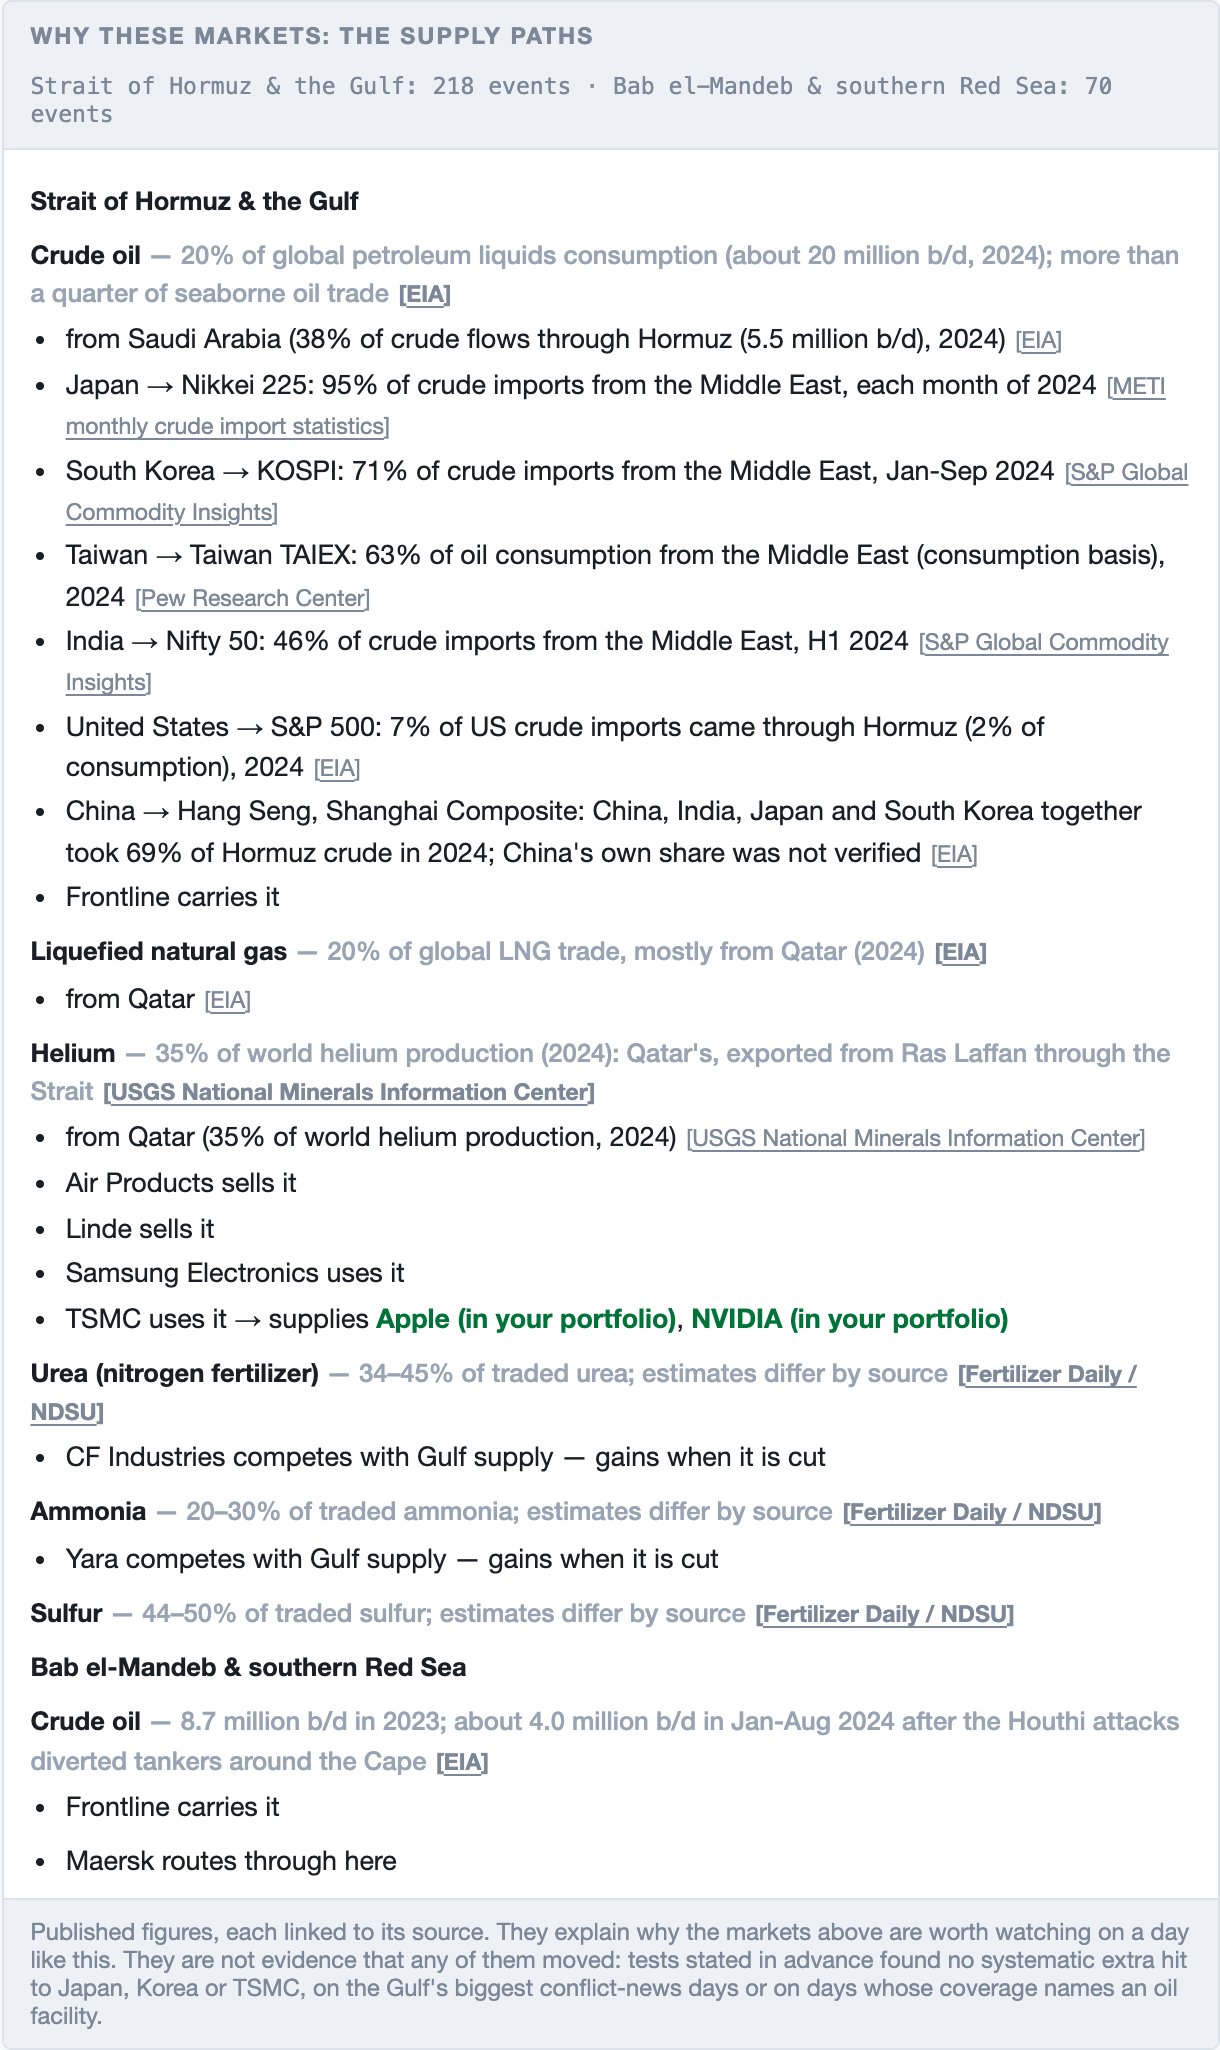 WHY THESE MARKETS: THE SUPPLY PATHS
Strait of Hormuz & the Gulf: 218 events · Bab el-Mandeb & southern Red Sea: 70
events
Strait of Hormuz & the Gulf
Crude oil — 20% of global petroleum liquids consumption (about 20 million b/d, 2024); more than
a quarter of seaborne oil trade [EIA]
• from Saudi Arabia (38% of crude flows through Hormuz (5.5 million b/d), 2024) [EIA]
• Japan → Nikkei 225: 95% of crude imports from the Middle East, each month of 2024 [METI
monthly crude import statistics]
• South Korea → KOSPI: 71% of crude imports from the Middle East, Jan-Sep 2024 [S&P Global
Commodity Insights]
• Taiwan → Taiwan TAIEX: 63% of oil consumption from the Middle East (consumption basis),
2024 [Pew Research Center]
• India → Nifty 50: 46% of crude imports from the Middle East, H1 2024 [S&P Global Commodity
Insights]
• United States → S&P 500: 7% of US crude imports came through Hormuz (2% of
consumption), 2024 [EIA]
• China → Hang Seng, Shanghai Composite: China, India, Japan and South Korea together
took 69% of Hormuz crude in 2024; China's own share was not verified [EIA]
• Frontline carries it
Liquefied natural gas — 20% of global LNG trade, mostly from Qatar (2024) [EIA]
• from Qatar [EIA]
Helium — 35% of world helium production (2024): Qatar's, exported from Ras Laffan through the
Strait [USGS National Minerals Information Center]
• from Qatar (35% of world helium production, 2024) [USGS National Minerals Information Center]
• Air Products sells it
• Linde sells it
• Samsung Electronics uses it
• TSMC uses it → supplies Apple (in your portfolio), NVIDIA (in your portfolio)
Urea (nitrogen fertilizer) — 34–45% of traded urea; estimates differ by source [Fertilizer Daily /
NDSU]
• CF Industries competes with Gulf supply — gains when it is cut
Ammonia — 20–30% of traded ammonia; estimates differ by source [Fertilizer Daily / NDSU]
• Yara competes with Gulf supply — gains when it is cut
Sulfur — 44–50% of traded sulfur; estimates differ by source [Fertilizer Daily / NDSU]
Bab el-Mandeb & southern Red Sea
Crude oil — 8.7 million b/d in 2023; about 4.0 million b/d in Jan-Aug 2024 after the Houthi attacks
diverted tankers around the Cape [EIA]
• Frontline carries it
• Maersk routes through here
Published figures, each linked to its source. They explain why the markets above are worth watching on a day
like this. They are not evidence that any of them moved: tests stated in advance found no systematic extra hit
to Japan, Korea or TSMC, on the Gulf's biggest conflict-news days or on days whose coverage names an oil
facility.